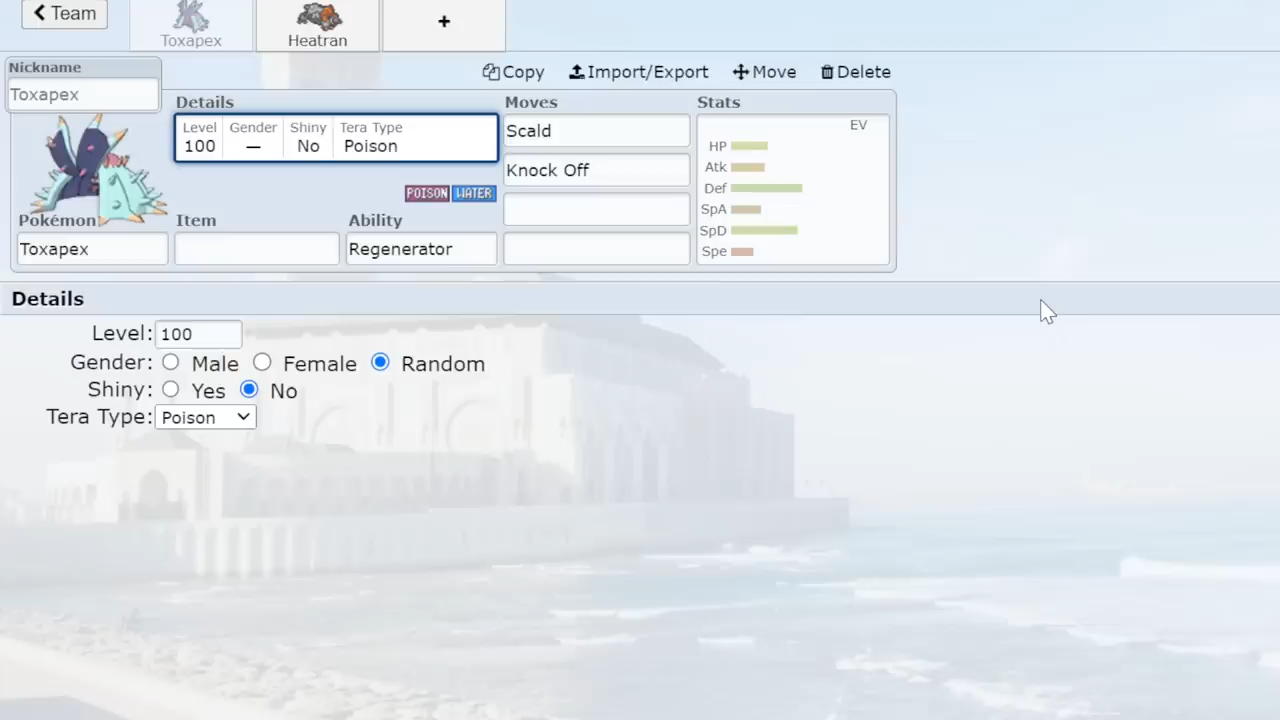 Team
Toxapex
Heatran
+
Nickname
Toxapex
Copy
Import/Export
Move
Delete
Details
Level
100
Gender
—
Shiny
No
Tera Type
Poison
POISON WATER
Pokémon
Toxapex
Item
Ability
Regenerator
Moves
Scald
Knock Off
Stats
EV
HP
Atk
Def
SpA
SpD
Spe
Details
Level: 100
Gender: Male Female Random
Shiny: Yes No
Tera Type: Poison